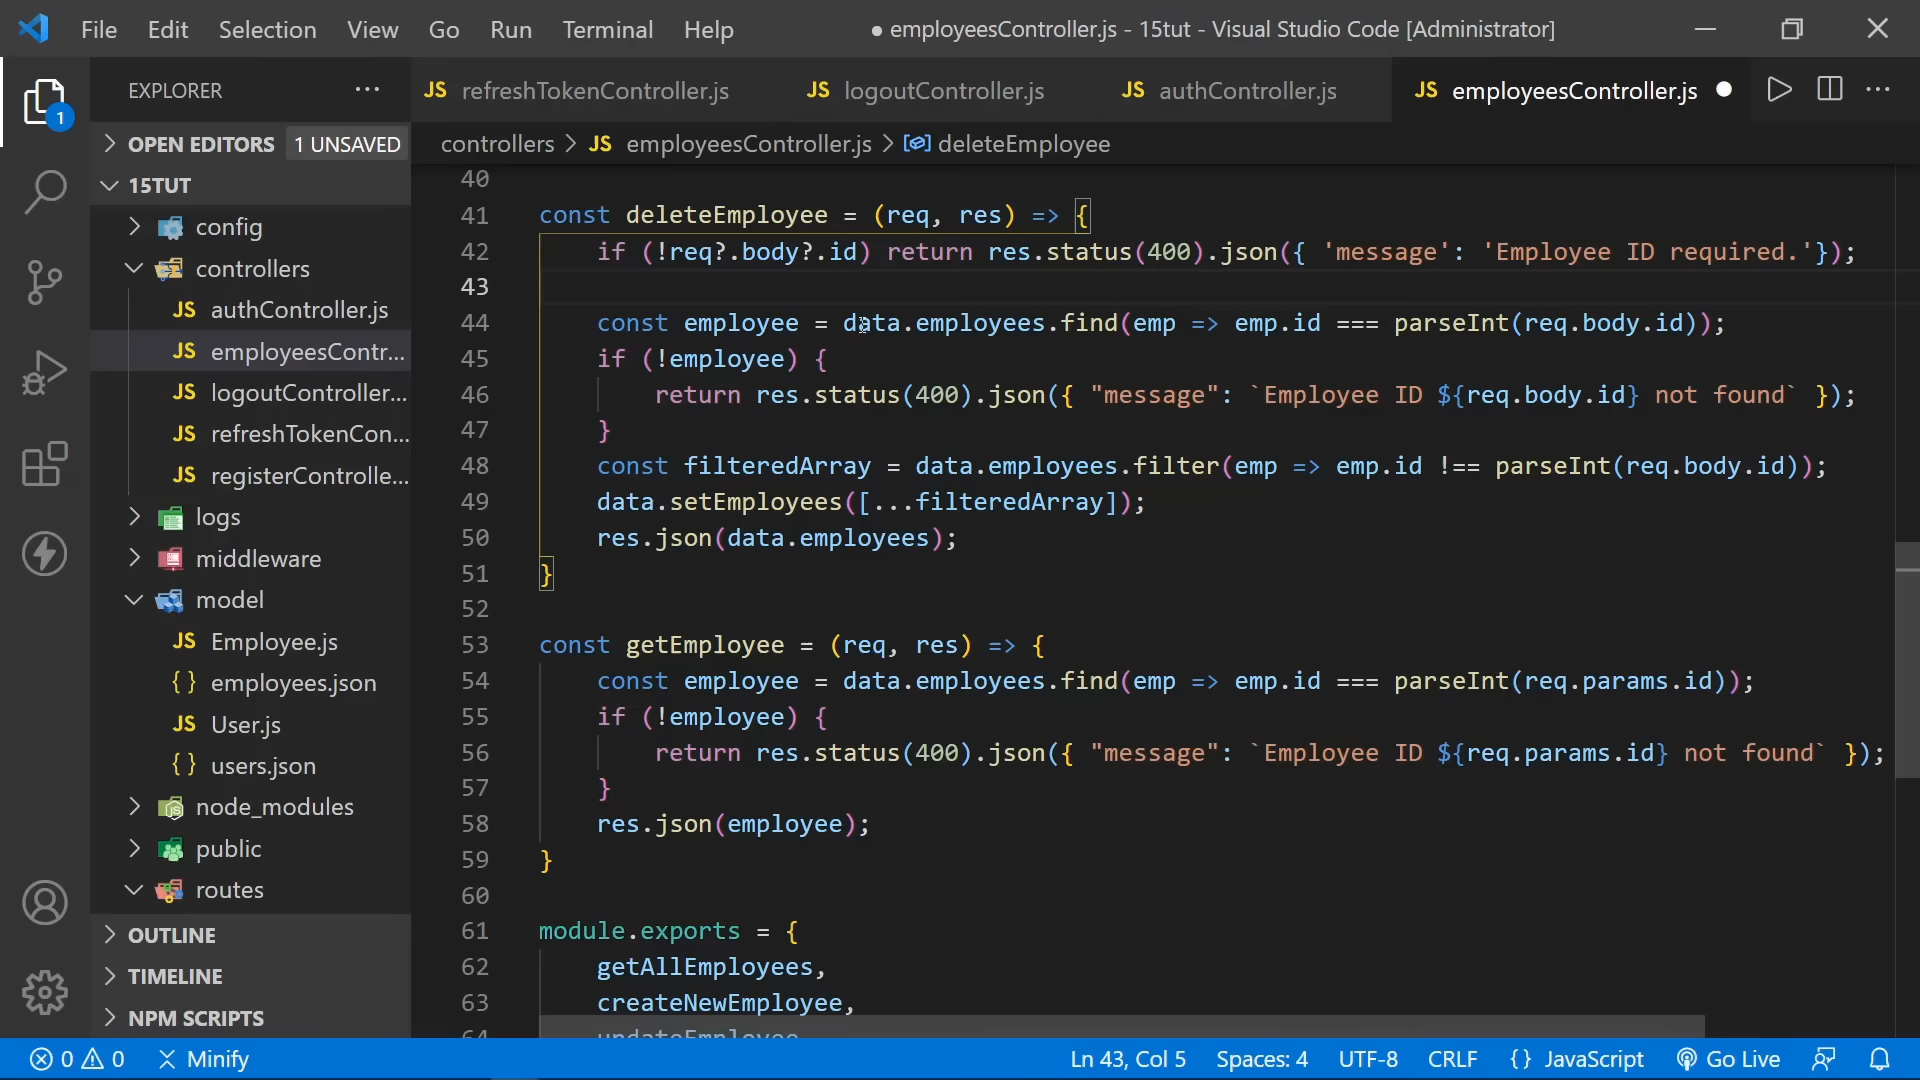 File Edit Selection View Go Run Terminal Help ● employeesController.js - 15tut - Visual Studio Code [Administrator]
EXPLORER ···
JS refreshTokenController.js JS logoutController.js JS authController.js JS employeesController.js ●
OPEN EDITORS 1 UNSAVED
controllers > JS employeesController.js > deleteEmployee
1
15TUT
config
controllers
JS authController.js
JS employeesContr...
JS logoutController...
JS refreshTokenCon...
JS registerControlle...
logs
middleware
model
JS Employee.js
{ } employees.json
JS User.js
{ } users.json
node_modules
public
routes
OUTLINE
TIMELINE
NPM SCRIPTS
40
41 const deleteEmployee = (req, res) => {
42 if (!req?.body?.id) return res.status(400).json({ 'message': 'Employee ID required.'});
43
44 const employee = data.employees.find(emp => emp.id === parseInt(req.body.id));
45 if (!employee) {
46 return res.status(400).json({ "message": `Employee ID ${req.body.id} not found` });
47 }
48 const filteredArray = data.employees.filter(emp => emp.id !== parseInt(req.body.id));
49 data.setEmployees([...filteredArray]);
50 res.json(data.employees);
51 }
52
53 const getEmployee = (req, res) => {
54 const employee = data.employees.find(emp => emp.id === parseInt(req.params.id));
55 if (!employee) {
56 return res.status(400).json({ "message": `Employee ID ${req.params.id} not found` });
57 }
58 res.json(employee);
59 }
60
61 module.exports = {
62 getAllEmployees,
63 createNewEmployee,
64 updateEmployee
0 0 Minify Ln 43, Col 5 Spaces: 4 UTF-8 CRLF { } JavaScript Go Live